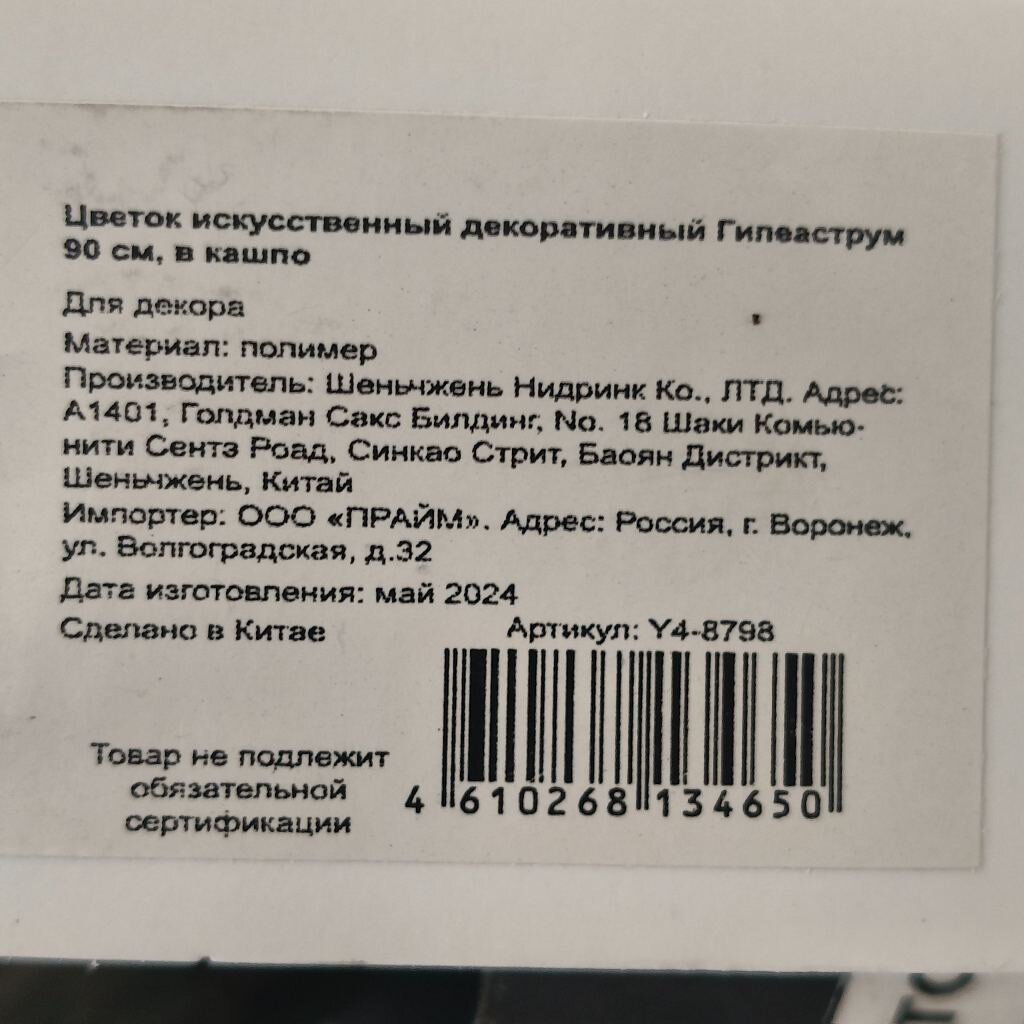 Цветок искусственный декоративный Гипеаструм
90 см, в кашпо
Для декора
Материал: полимер
Производитель: Шеньчжень Нидринк Ко., ЛТД. Адрес:
А1401, Голдман Сакс Билдинг, No. 18 Шаки Комью-
нити Сентэ Роад, Синкао Стрит, Баоян Дистрикт,
Шеньчжень, Китай
Импортер: ООО «ПРАЙМ». Адрес: Россия, г. Воронеж,
ул. Волгоградская, д.32
Дата изготовления: май 2024
Сделано в Китае
Артикул: Y4-8798
Товар не подлежит
обязательной
сертификации
4 610268 134650